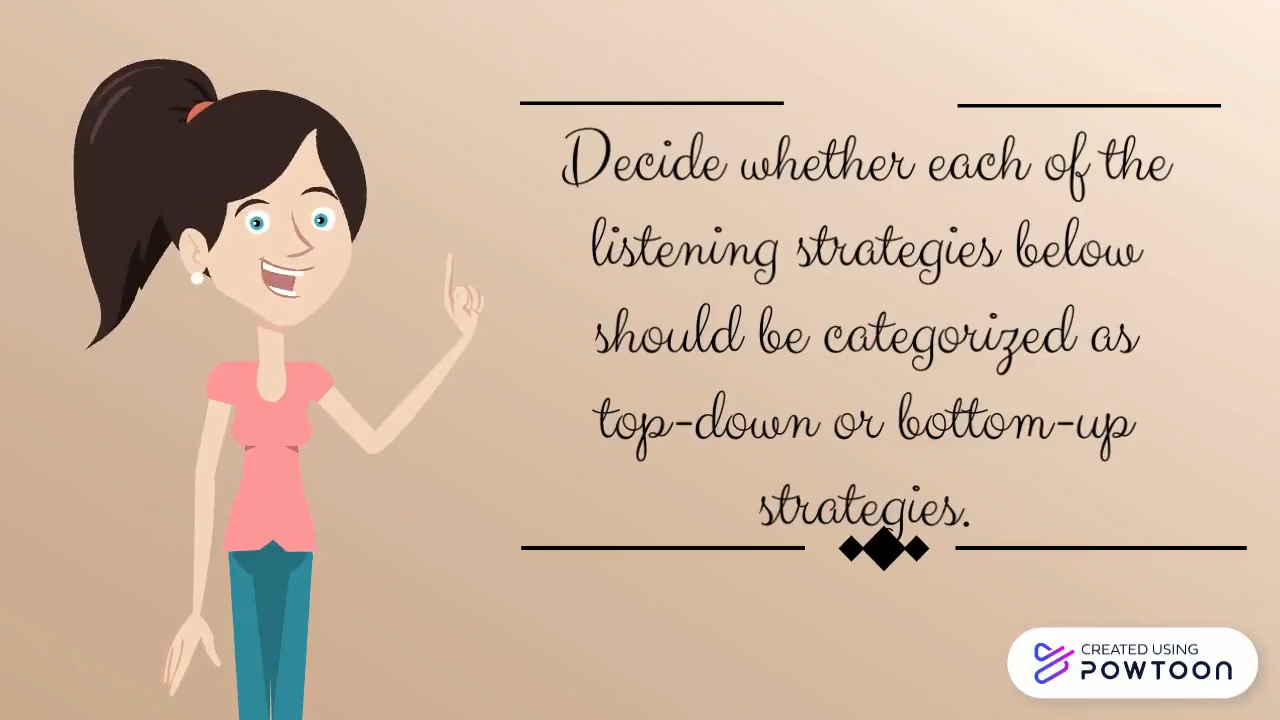 Decide whether each of the
listening strategies below
should be categorized as
top-down or bottom-up
strategies.
CREATED USING
POWTOON